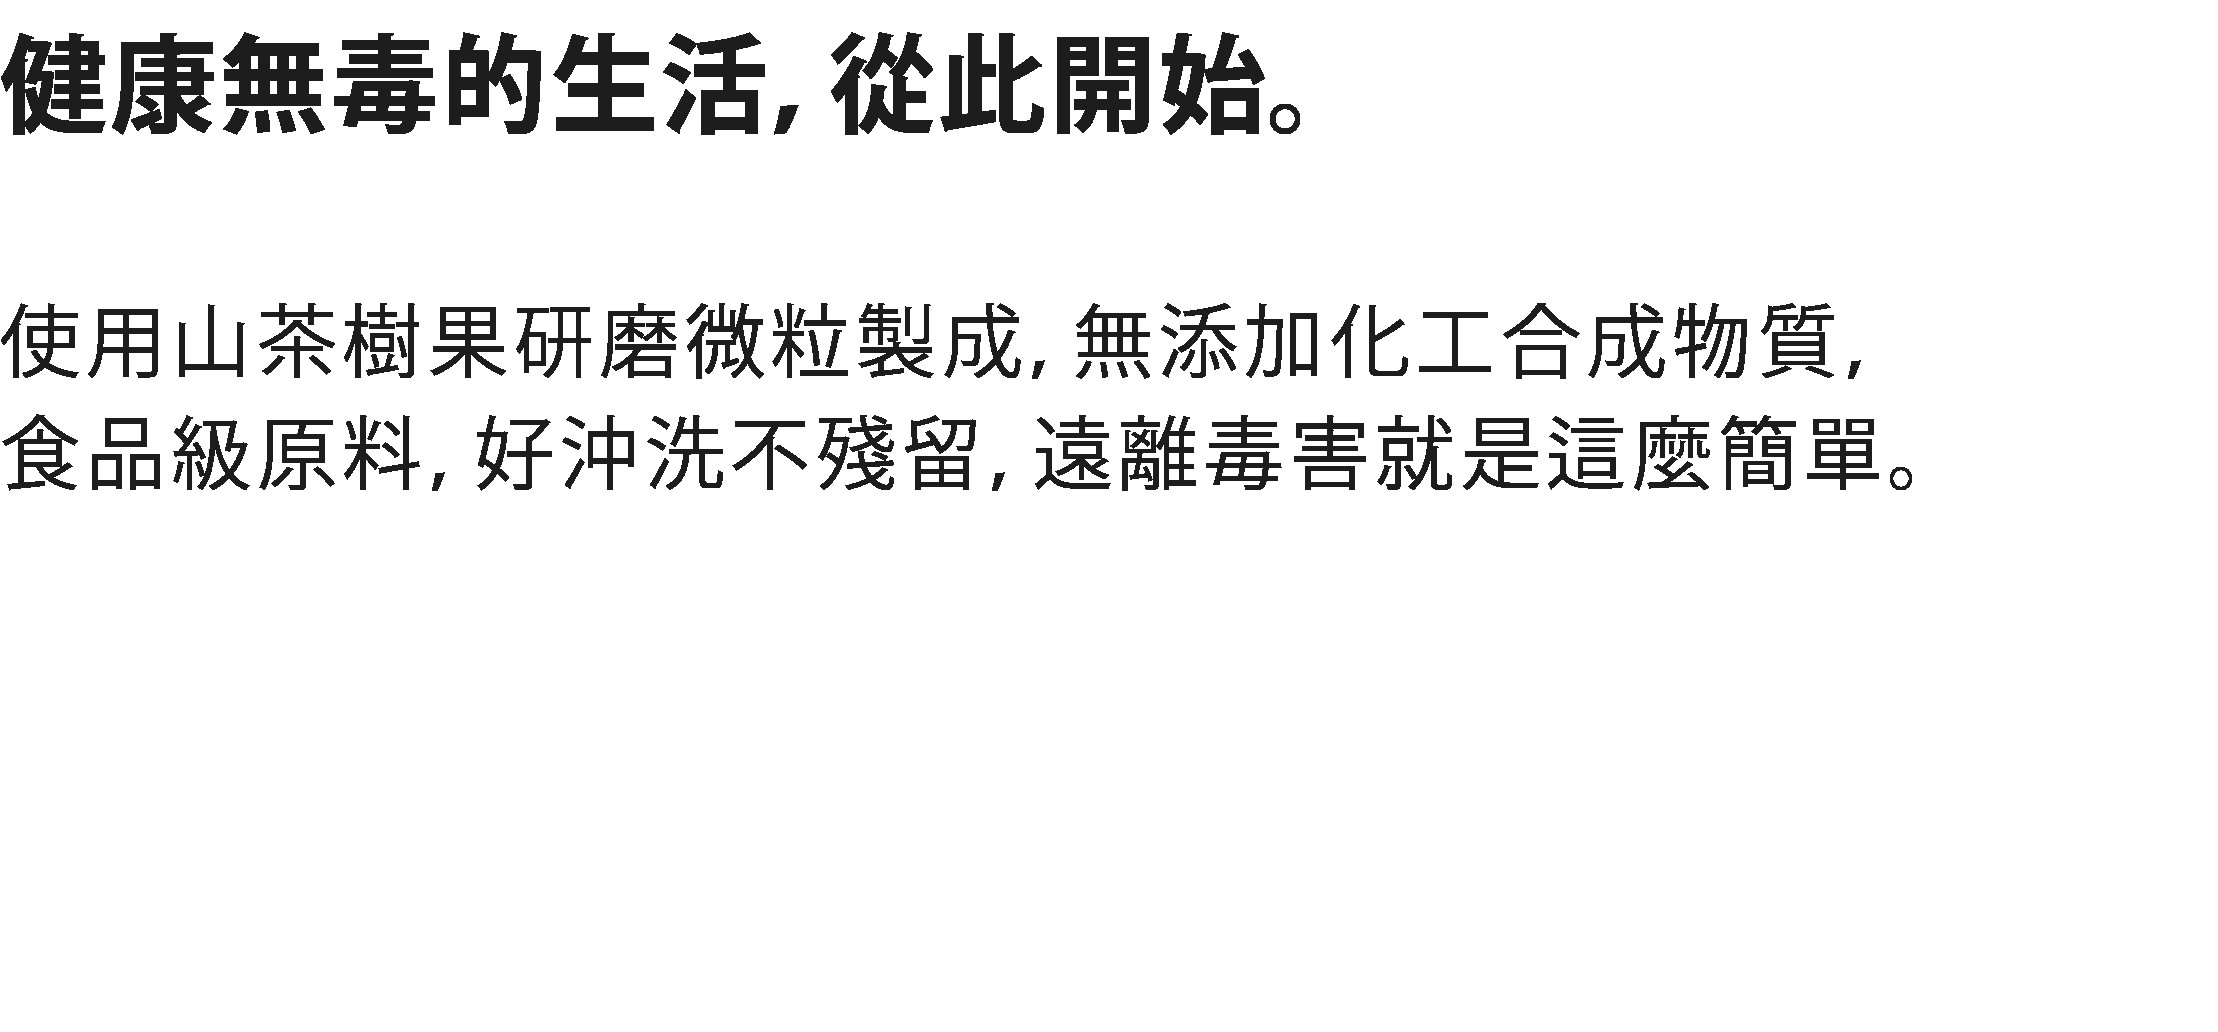 健康無毒的生活, 從此開始。
使用山茶樹果研磨微粒製成, 無添加化工合成物質,
食品級原料, 好沖洗不殘留, 遠離毒害就是這麼簡單。